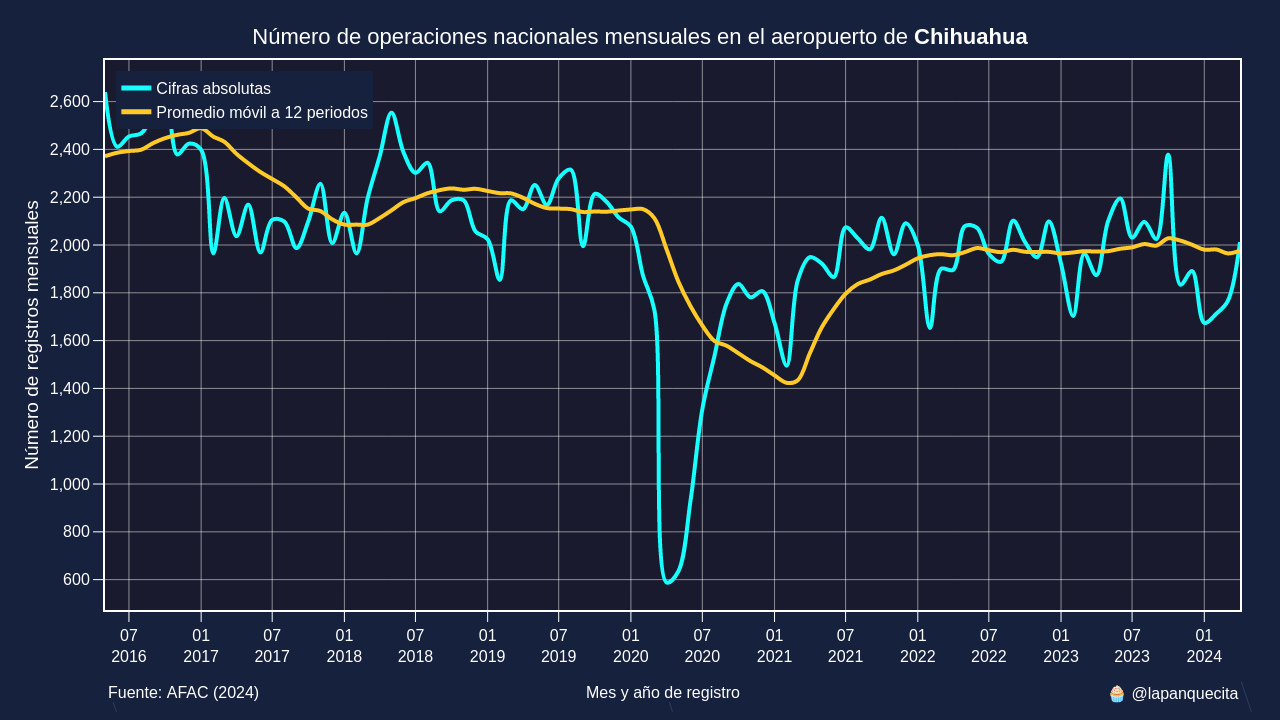 Número de operaciones nacionales mensuales en el aeropuerto de Chihuahua
Cifras absolutas
Promedio móvil a 12 periodos
Número de registros mensuales
2,600
2,400
2,200
2,000
1,800
1,600
1,400
1,200
1,000
800
600
07 01 07 01 07 01 07 01 07 01 07 01 07 01 07 01
2016 2017 2017 2018 2018 2019 2019 2020 2020 2021 2021 2022 2022 2023 2023 2024
Fuente: AFAC (2024)
Mes y año de registro
🧁 @lapanquecita